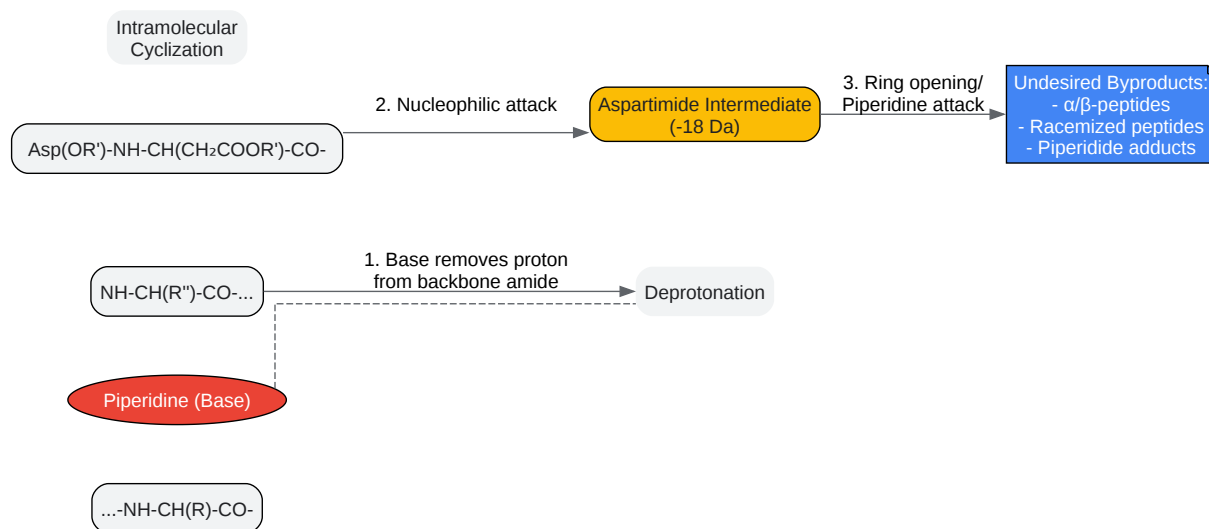 Intramolecular
Cyclization
Asp(OR')-NH-CH(CH₂COOR')-CO-
2. Nucleophilic attack
Aspartimide Intermediate
(-18 Da)
3. Ring opening/
Piperidine attack
Undesired Byproducts:
- α/β-peptides
- Racemized peptides
- Piperidide adducts
NH-CH(R")-CO-...
1. Base removes proton
from backbone amide
Deprotonation
Piperidine (Base)
...-NH-CH(R)-CO-